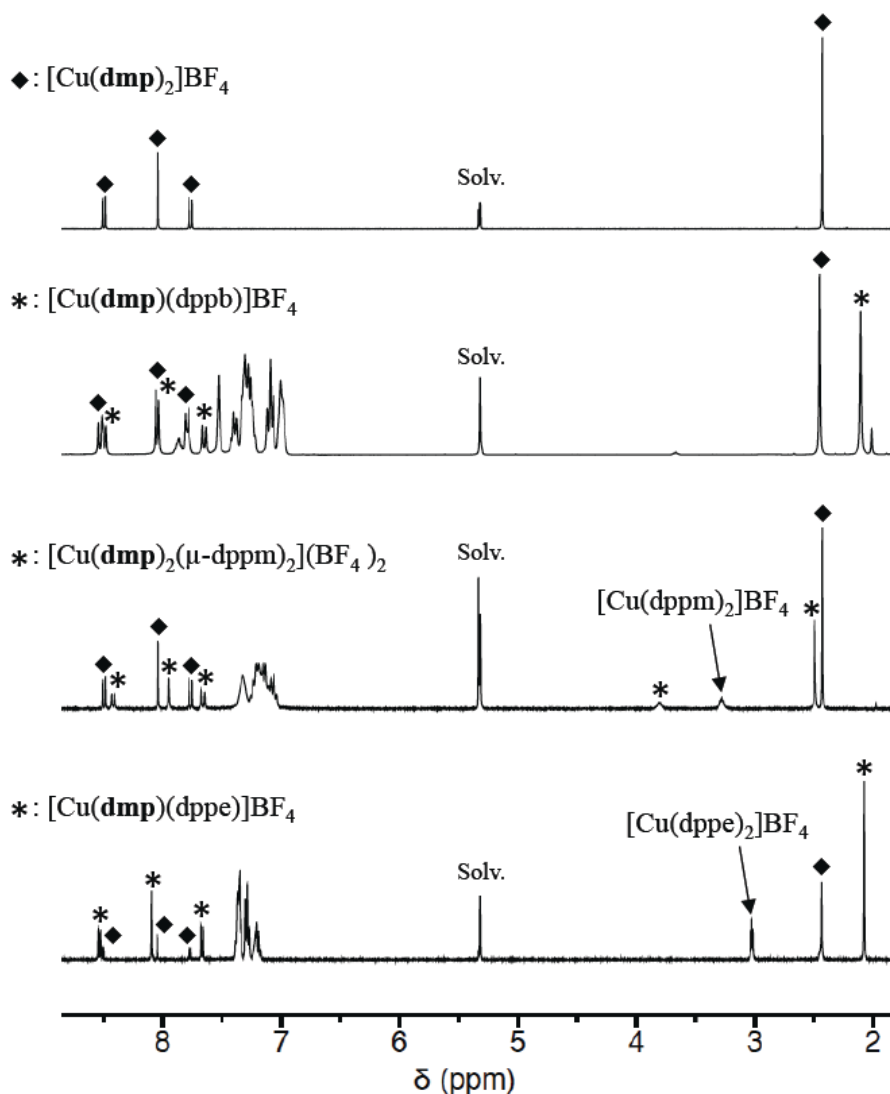 ◆: [Cu(dmp)₂]BF₄
Solv.
*: [Cu(dmp)(dppb)]BF₄
Solv.
*: [Cu(dmp)₂(μ-dppm)₂](BF₄)₂
Solv.
[Cu(dppm)₂]BF₄
*: [Cu(dmp)(dppe)]BF₄
Solv.
[Cu(dppe)₂]BF₄
8 7 6 5 4 3 2
δ (ppm)